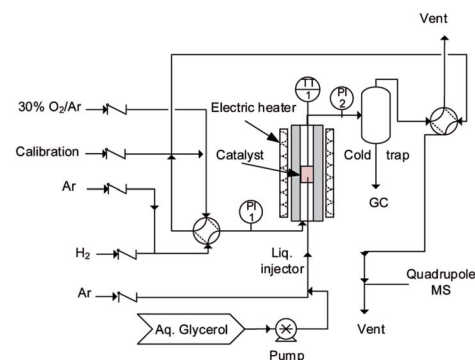 Vent
TT
1
PI
2
30% O₂/Ar
Electric heater
Calibration
Catalyst
Cold trap
Ar
PI
1
GC
H₂
Liq.
injector
Quadrupole
MS
Ar
Aq. Glycerol
Vent
Pump